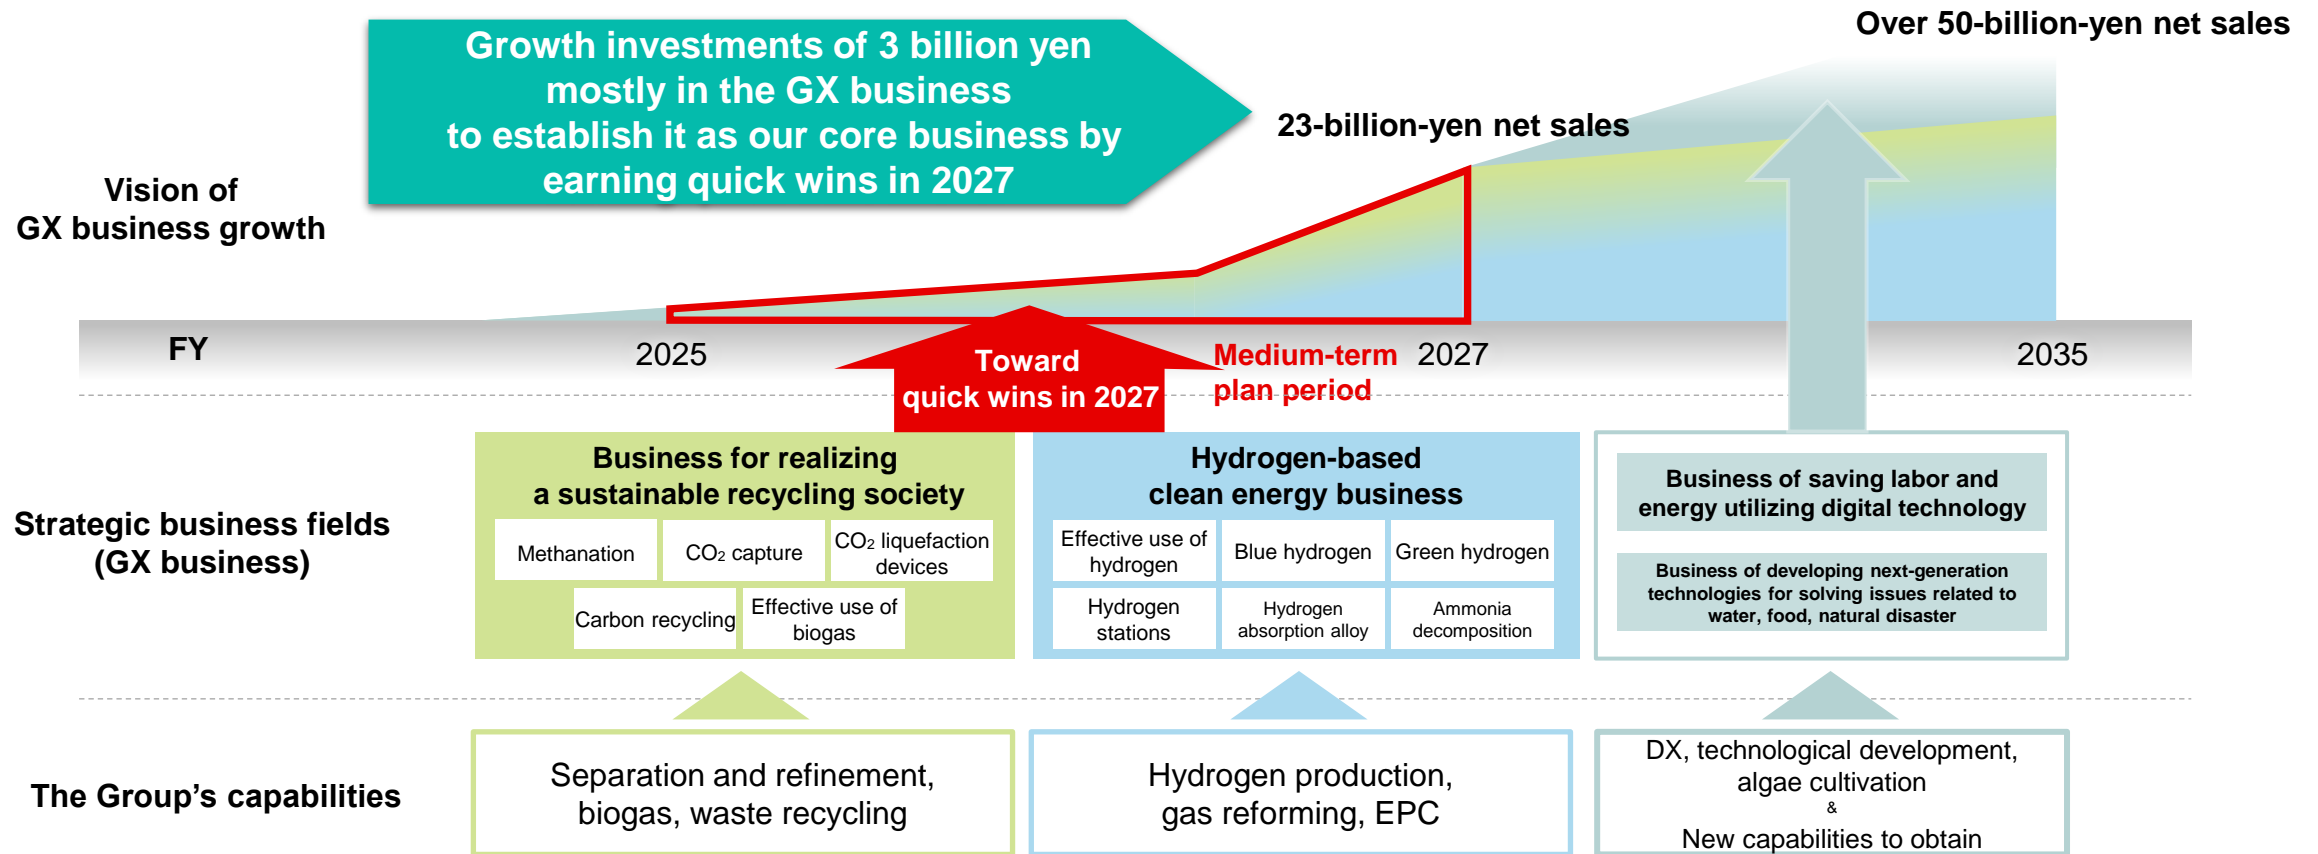 Over 50-billion-yen net sales
Growth investments of 3 billion yen
mostly in the GX business
to establish it as our core business by
earning quick wins in 2027
23-billion-yen net sales
Vision of
GX business growth
FY
2025
2027
2035
Toward
quick wins in 2027
Medium-term
plan period
Strategic business fields
(GX business)
Business for realizing
a sustainable recycling society
Methanation
CO₂ capture
CO₂ liquefaction
devices
Carbon recycling
Effective use of
biogas
Hydrogen-based
clean energy business
Effective use of
hydrogen
Blue hydrogen
Green hydrogen
Hydrogen
stations
Hydrogen
absorption alloy
Ammonia
decomposition
Business of saving labor and
energy utilizing digital technology
Business of developing next-generation
technologies for solving issues related to
water, food, natural disaster
The Group’s capabilities
Separation and refinement,
biogas, waste recycling
Hydrogen production,
gas reforming, EPC
DX, technological development,
algae cultivation
&
New capabilities to obtain